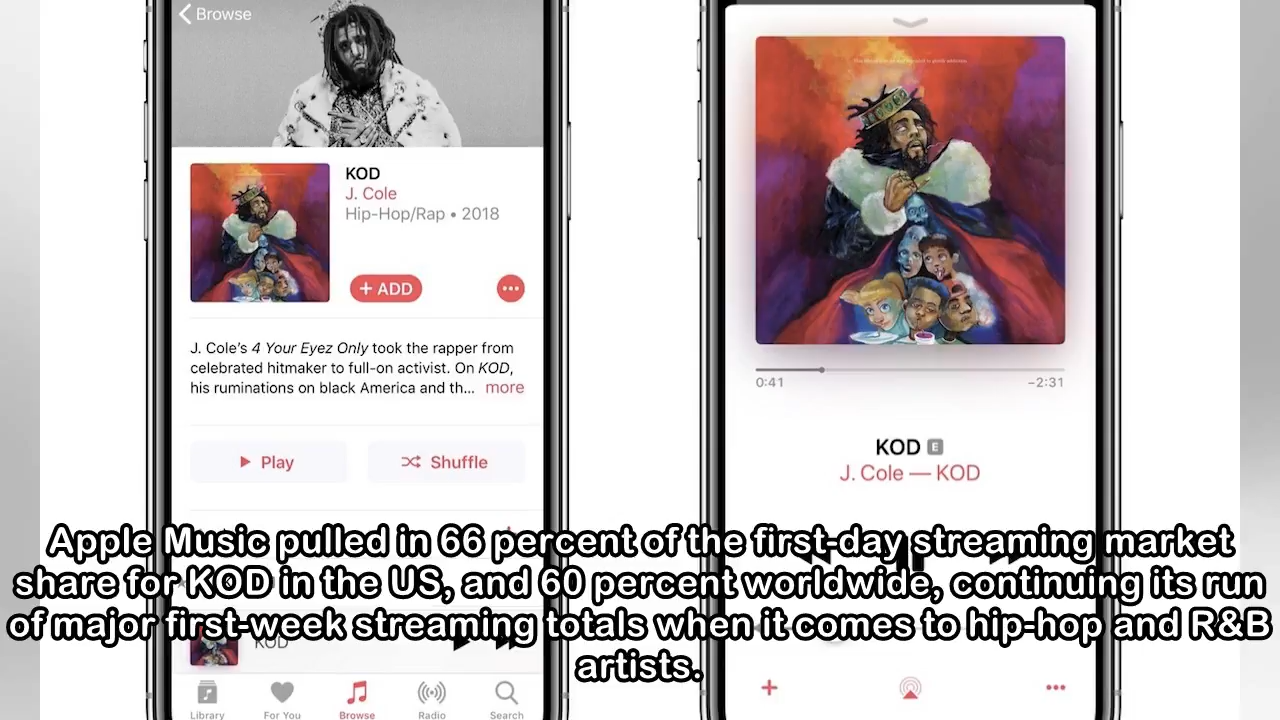 Browse
KOD
J. Cole
Hip-Hop/Rap • 2018
+ ADD
J. Cole's 4 Your Eyez Only took the rapper from
celebrated hitmaker to full-on activist. On KOD,
his ruminations on black America and th... more
Play
Shuffle
KOD
Library
For You
Browse
Radio
Search
0:41
−2:31
KOD E
J. Cole — KOD
Apple Music pulled in 66 percent of the first-day streaming market
share for KOD in the US, and 60 percent worldwide, continuing its run
of major first-week streaming totals when it comes to hip-hop and R&B
artists.